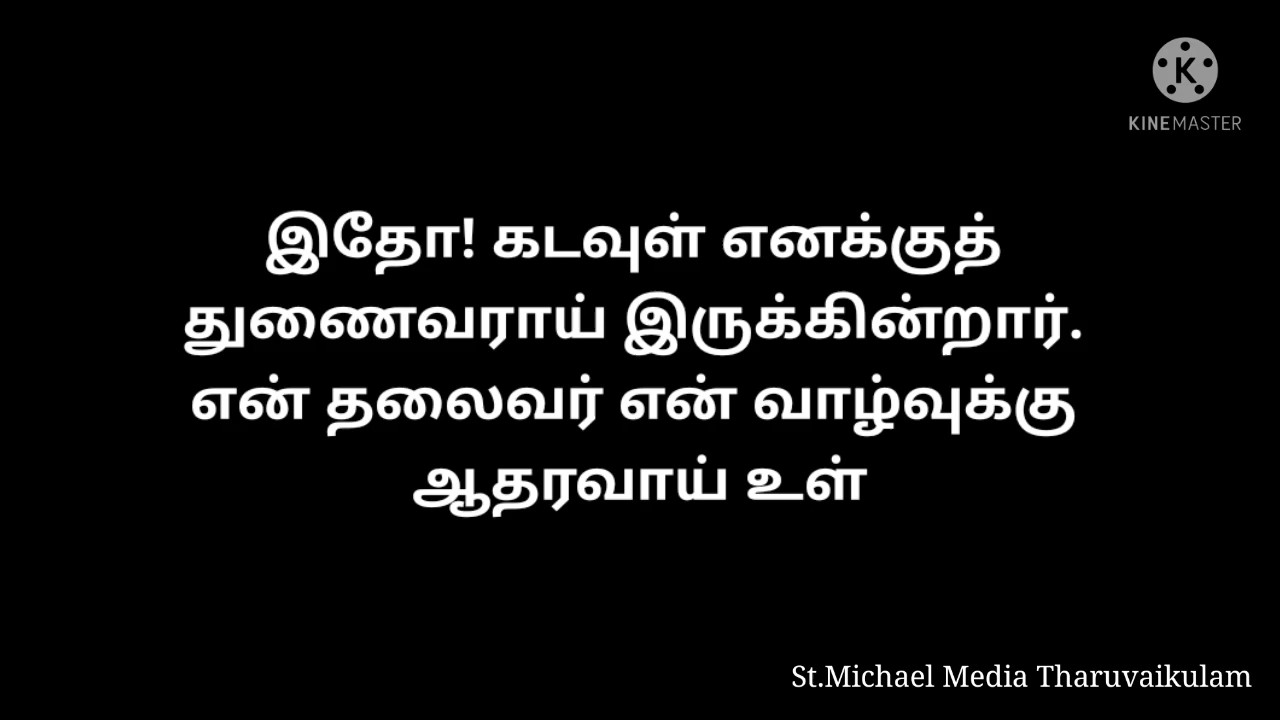 K
KINEMASTER
இதோ! கடவுள் எனக்குத்
துணைவராய் இருக்கின்றார்.
என் தலைவர் என் வாழ்வுக்கு
ஆதரவாய் உள்
St.Michael Media Tharuvaikulam